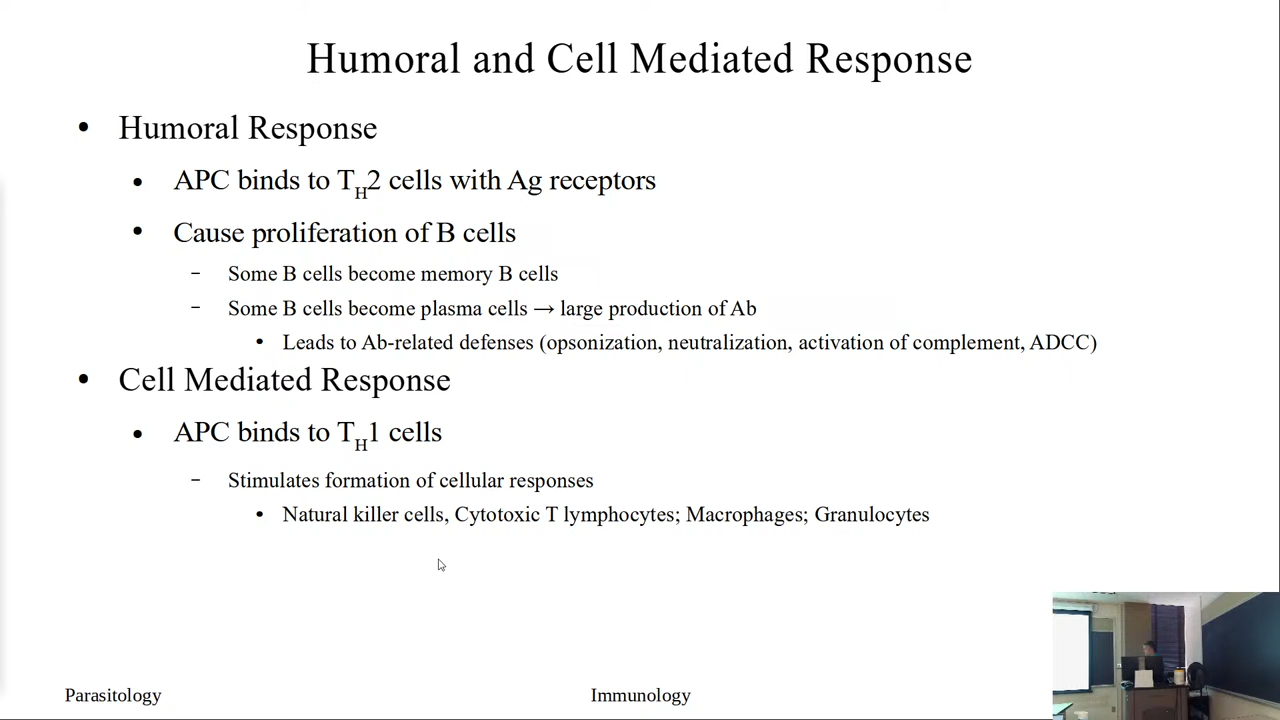 Humoral and Cell Mediated Response
• Humoral Response
• APC binds to TH2 cells with Ag receptors
• Cause proliferation of B cells
– Some B cells become memory B cells
– Some B cells become plasma cells → large production of Ab
• Leads to Ab-related defenses (opsonization, neutralization, activation of complement, ADCC)
• Cell Mediated Response
• APC binds to TH1 cells
– Stimulates formation of cellular responses
• Natural killer cells, Cytotoxic T lymphocytes; Macrophages; Granulocytes
Parasitology
Immunology